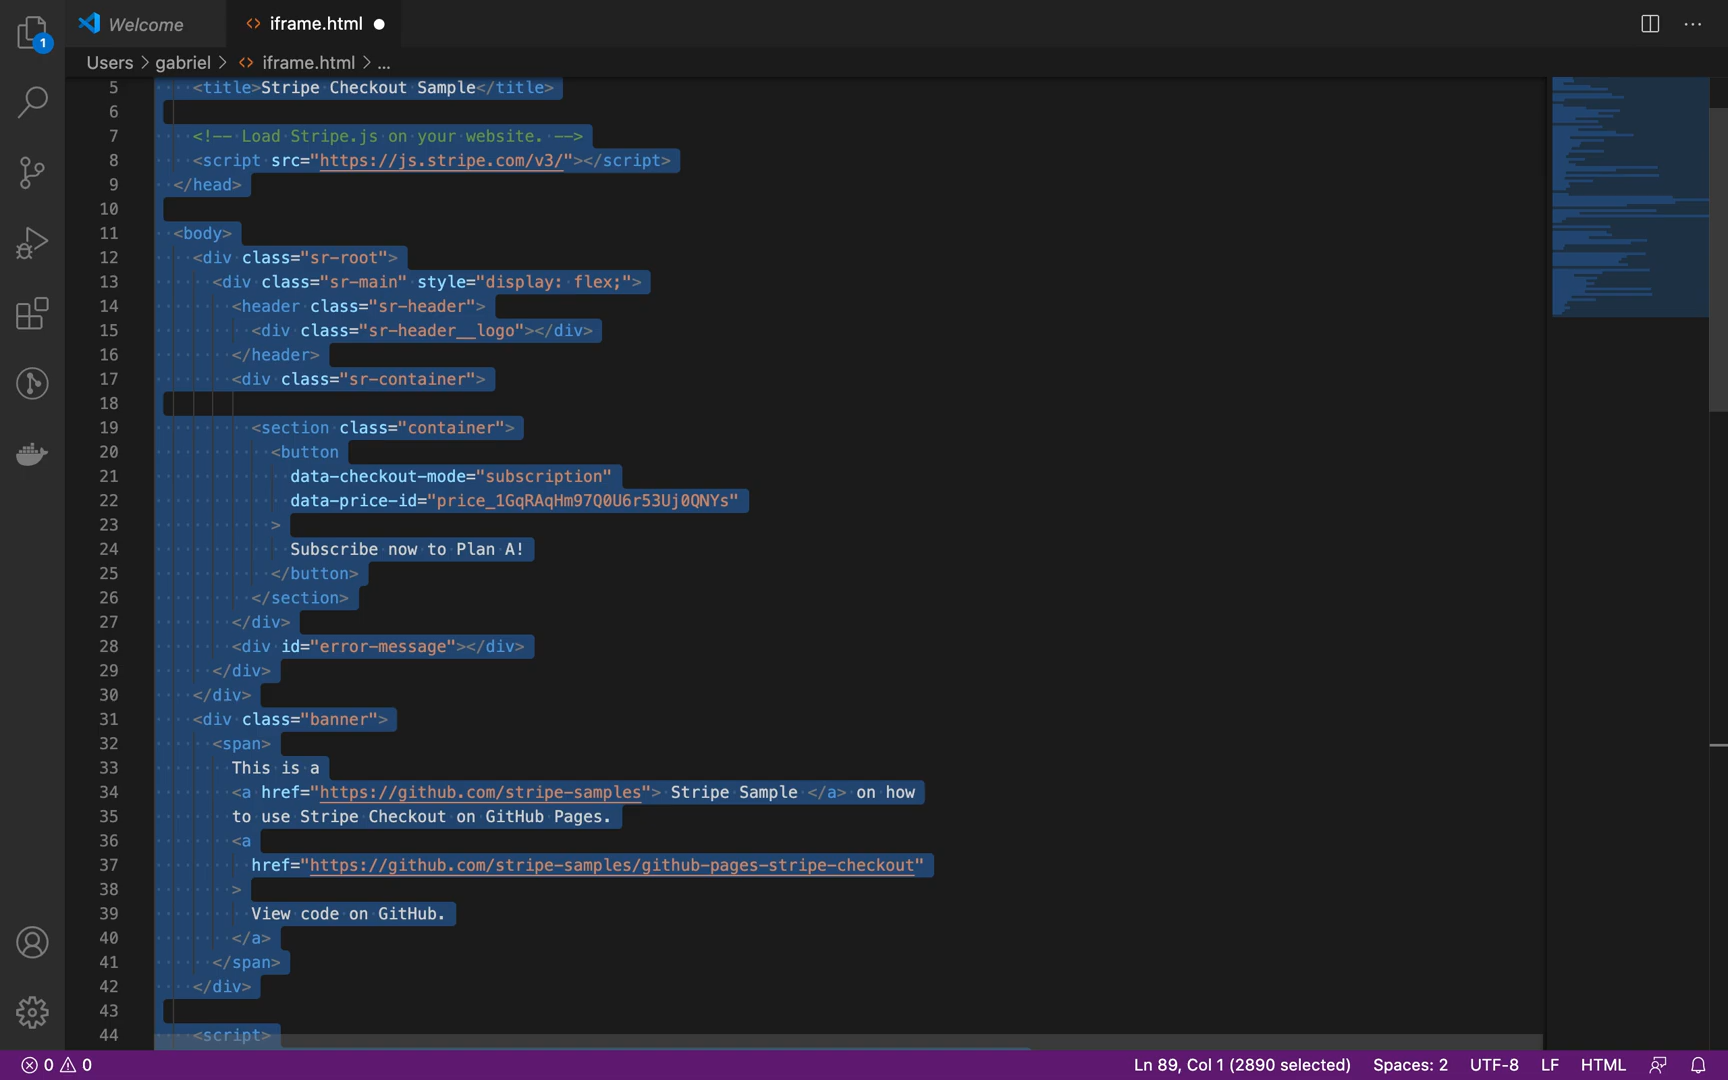 1
Welcome
iframe.html
Users > gabriel > iframe.html > ...
5 <title>Stripe Checkout Sample</title>
6
7 <!-- Load Stripe.js on your website. -->
8 <script src="https://js.stripe.com/v3/"></script>
9 </head>
10
11 <body>
12 <div class="sr-root">
13 <div class="sr-main" style="display: flex;">
14 <header class="sr-header">
15 <div class="sr-header__logo"></div>
16 </header>
17 <div class="sr-container">
18
19 <section class="container">
20 <button
21 data-checkout-mode="subscription"
22 data-price-id="price_1GqRAqHm97Q0U6r53Uj0QNYs"
23 >
24 Subscribe now to Plan A!
25 </button>
26 </section>
27 </div>
28 <div id="error-message"></div>
29 </div>
30 </div>
31 <div class="banner">
32 <span>
33 This is a
34 <a href="https://github.com/stripe-samples"> Stripe Sample </a> on how
35 to use Stripe Checkout on GitHub Pages.
36 <a
37 href="https://github.com/stripe-samples/github-pages-stripe-checkout"
38 >
39 View code on GitHub.
40 </a>
41 </span>
42 </div>
43
44 <script>
0 0 Ln 89, Col 1 (2890 selected) Spaces: 2 UTF-8 LF HTML